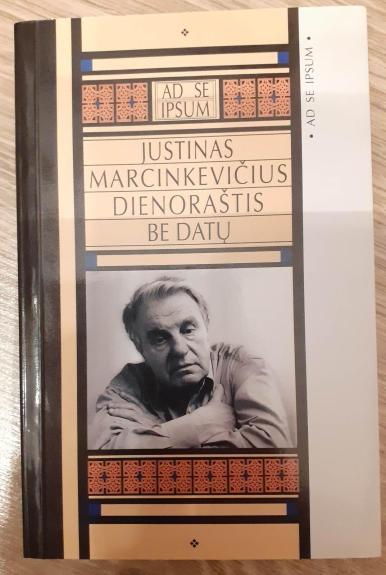 AD SE
IPSUM
JUSTINAS
MARCINKEVIČIUS
DIENORAŠTIS
BE DATŲ
• AD SE IPSUM •